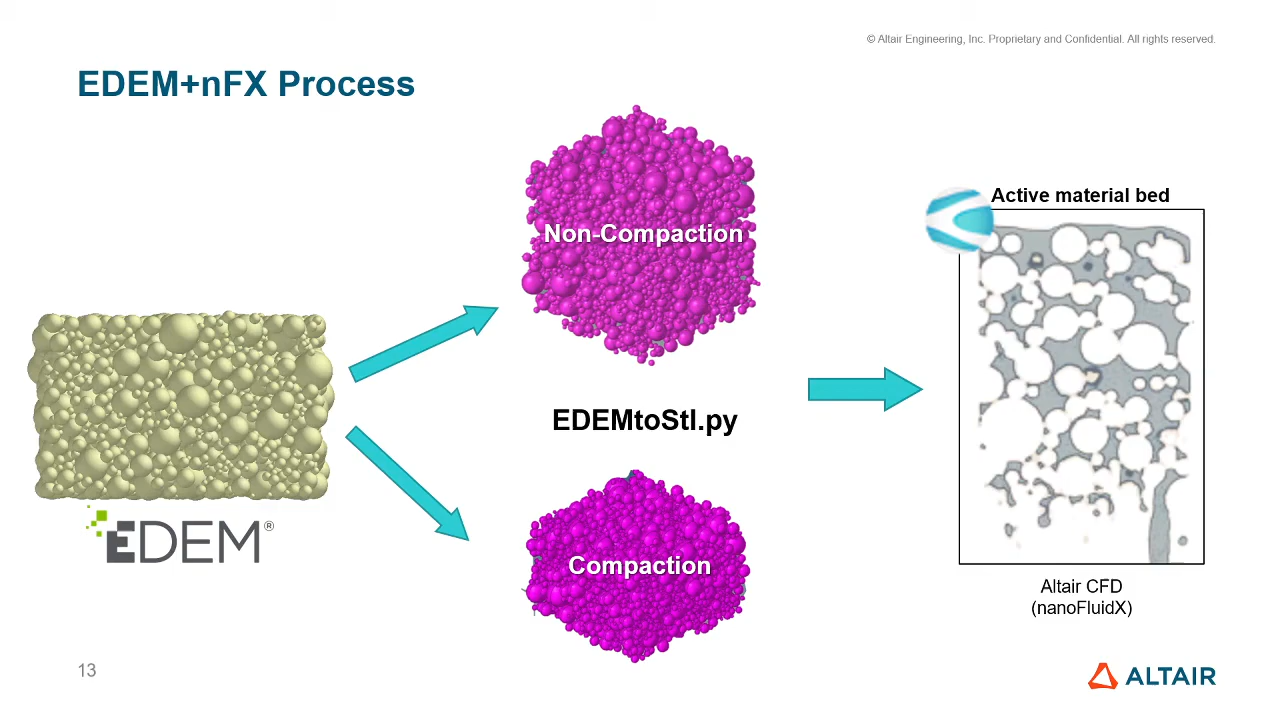 © Altair Engineering, Inc. Proprietary and Confidential. All rights reserved.
EDEM+nFX Process
Non-Compaction
Active material bed
EDEMtoStl.py
EDEM®
Compaction
Altair CFD
(nanoFluidX)
13
ALTAIR